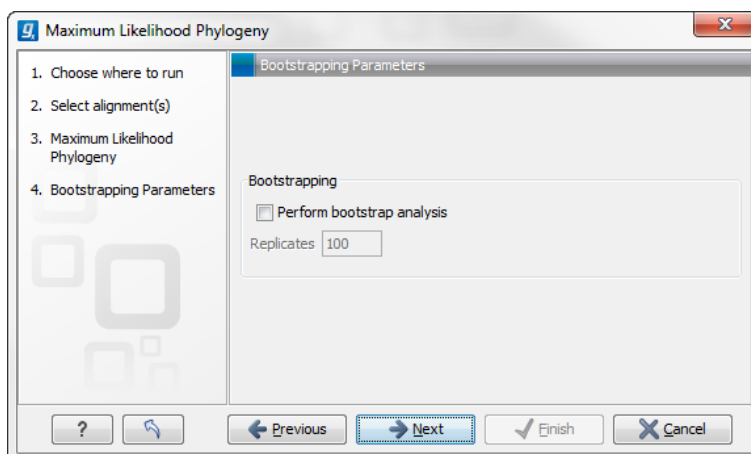 Maximum Likelihood Phylogeny
1. Choose where to run
2. Select alignment(s)
3. Maximum Likelihood
Phylogeny
4. Bootstrapping Parameters
Bootstrapping Parameters
Bootstrapping
Perform bootstrap analysis
Replicates 100
? Previous Next Finish Cancel